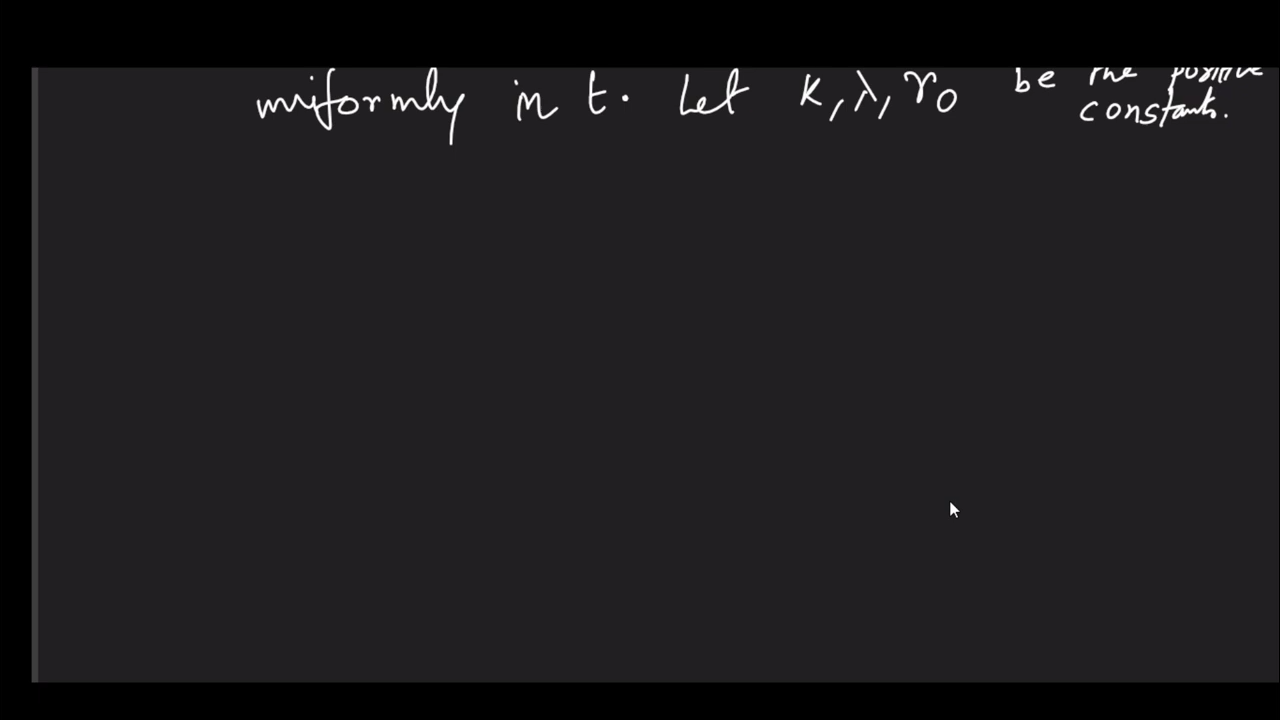 uniformly in t. Let k, λ, r0 be the positive
constants.